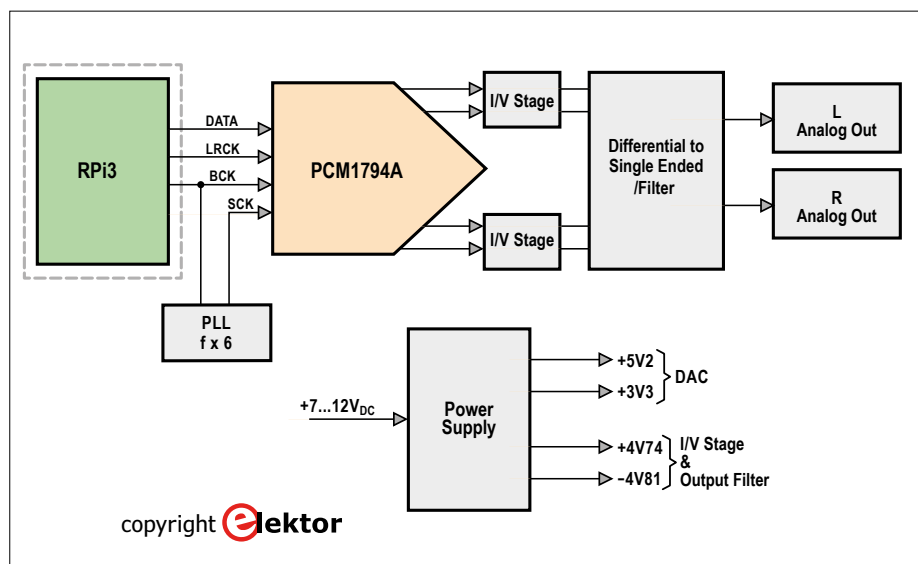 RPi3
DATA
LRCK
BCK
SCK
PCM1794A
I/V Stage
I/V Stage
Differential to
Single Ended
/Filter
L
Analog Out
R
Analog Out
PLL
f x 6
+7...12VDC
Power
Supply
+5V2
+3V3
DAC
+4V74
−4V81
I/V Stage
&
Output Filter
copyright elektor